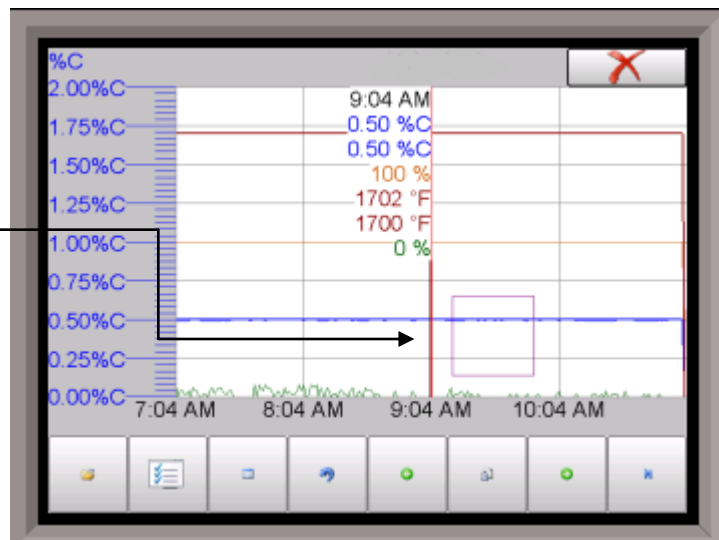 %C
2.00%C
1.75%C
1.50%C
1.25%C
1.00%C
0.75%C
0.50%C
0.25%C
0.00%C
9:04 AM
0.50 %C
0.50 %C
100 %
1702 °F
1700 °F
0 %
7:04 AM 8:04 AM 9:04 AM 10:04 AM